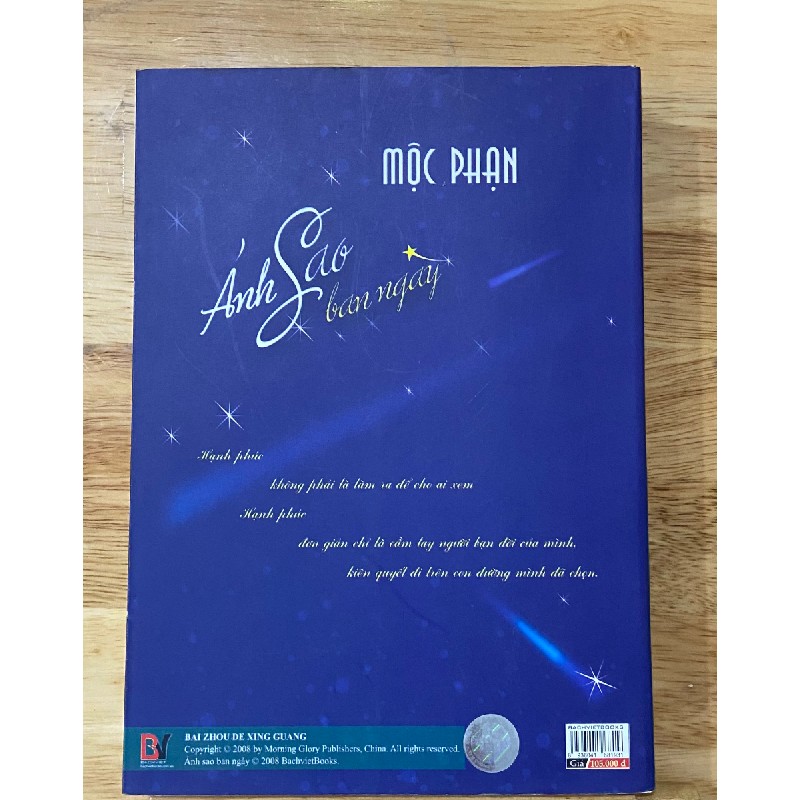 MỘC PHẠN
Ánh Sao
ban ngày
Hạnh phúc
không phải là làm ra để cho ai xem
Hạnh phúc
đơn giản chỉ là cầm tay người bạn đời của mình,
kiên quyết đi trên con đường mình đã chọn.
BV
BAI ZHOU DE XING GUANG
Copyright © 2008 by Morning Glory Publishers, China. All rights reserved.
Ánh sao ban ngày © 2008 BachvietBooks.
BACHVIETBOOKS
Giá 105.000 đ